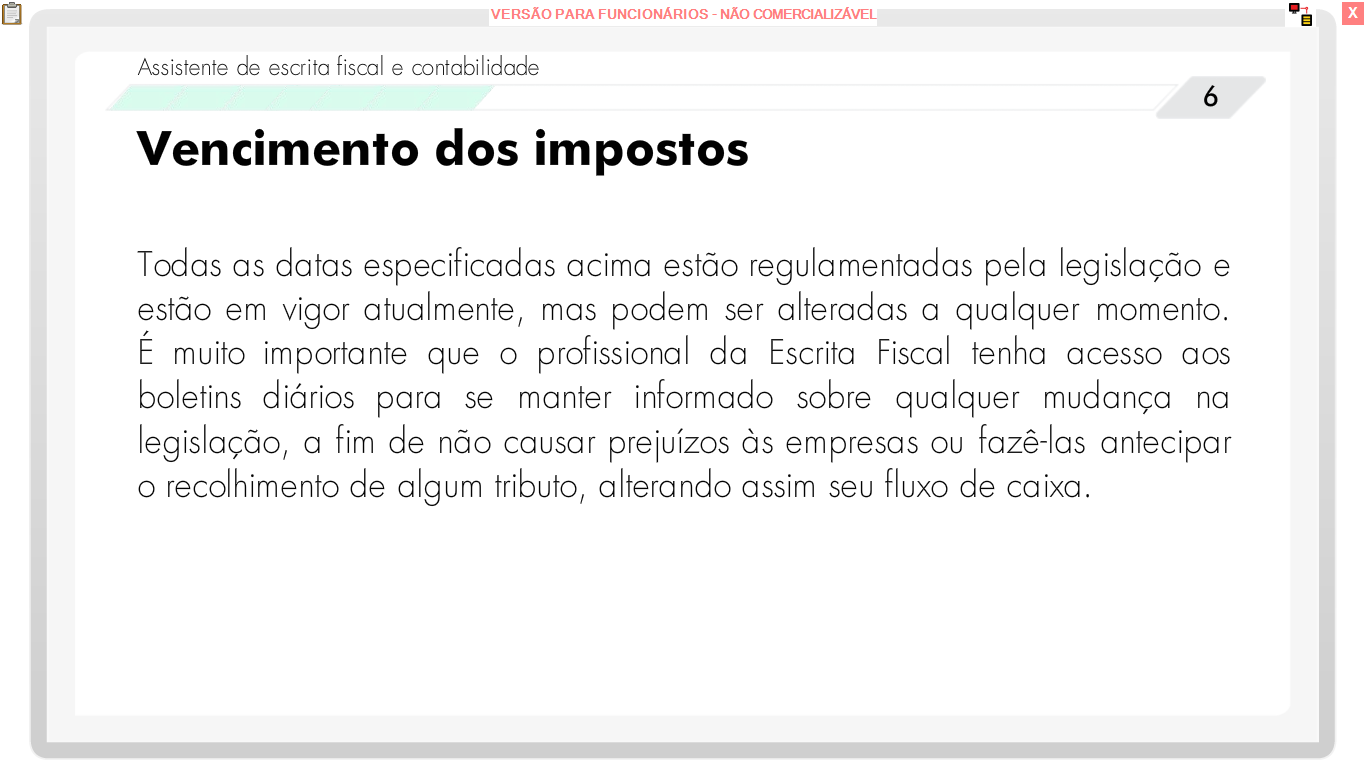 VERSÃO PARA FUNCIONÁRIOS - NÃO COMERCIALIZÁVEL
X
Assistente de escrita fiscal e contabilidade
6
Vencimento dos impostos
Todas as datas especificadas acima estão regulamentadas pela legislação e
estão em vigor atualmente, mas podem ser alteradas a qualquer momento.
É muito importante que o profissional da Escrita Fiscal tenha acesso aos
boletins diários para se manter informado sobre qualquer mudança na
legislação, a fim de não causar prejuízos às empresas ou fazê-las antecipar
o recolhimento de algum tributo, alterando assim seu fluxo de caixa.